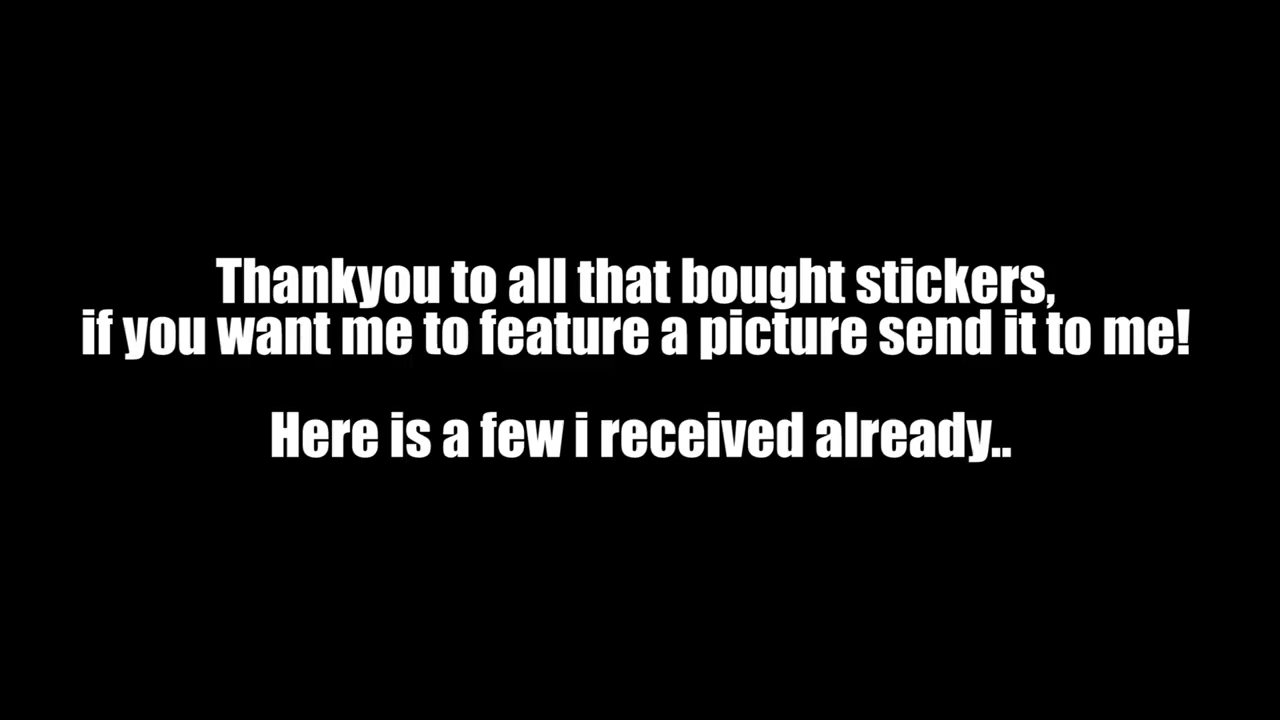 Thankyou to all that bought stickers,
if you want me to feature a picture send it to me!
Here is a few i received already..